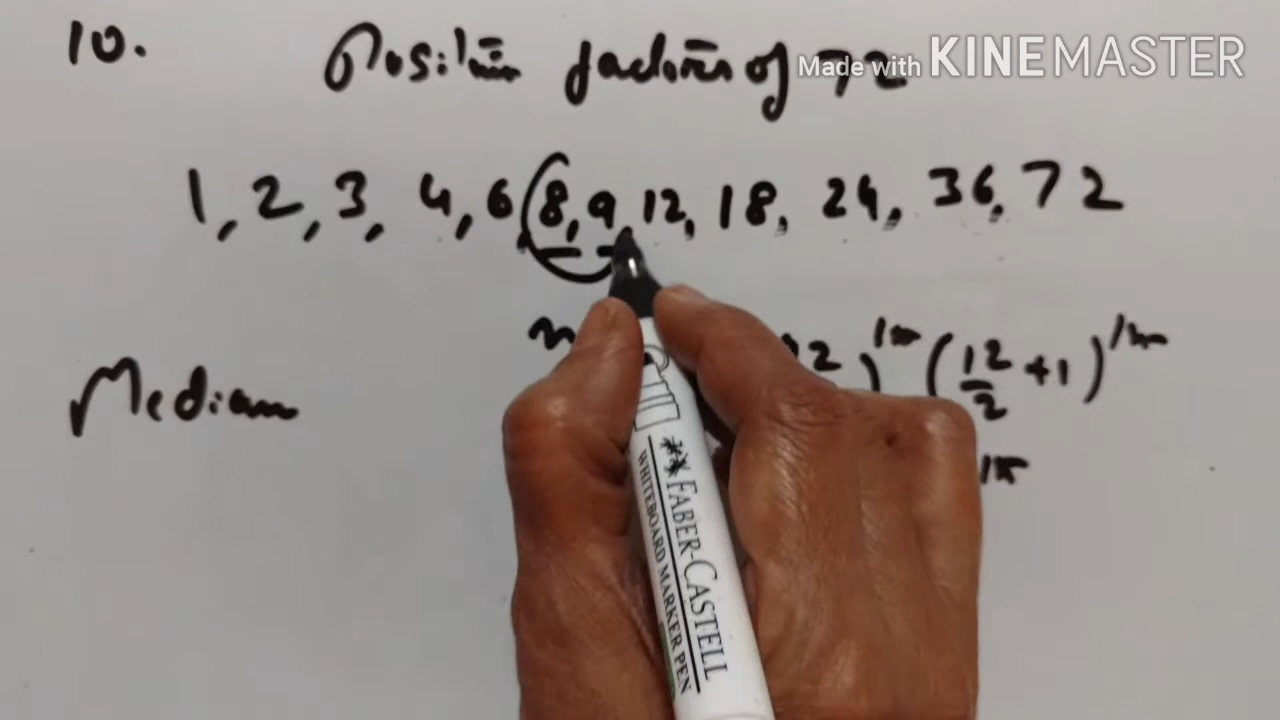 10. Positive factors of 72
Made with KINEMASTER
1, 2, 3, 4, 6, 8, 9, 12, 18, 24, 36, 72
n 12 (12/2 + 1)
Median
FABER-CASTELL
WHITEBOARD MARKER PEN